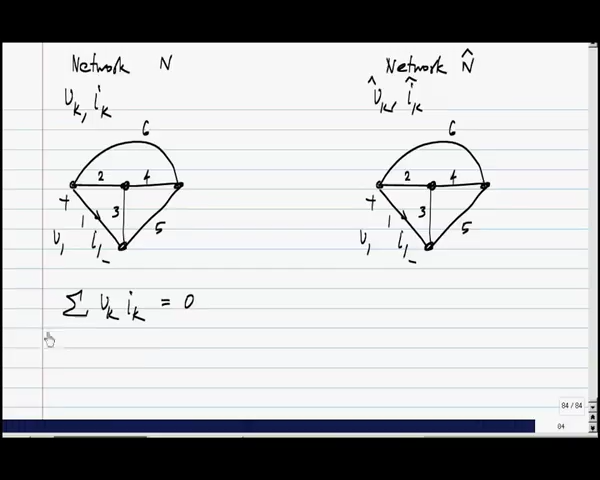 Network N
Network N̂
v_k, i_k
v̂_k, î_k
6
2 4
1 3 5
+
v_1 i_1 -
6
2 4
1 3 5
+
v_1 i_1 -
∑ v_k i_k = 0
84 / 84
84